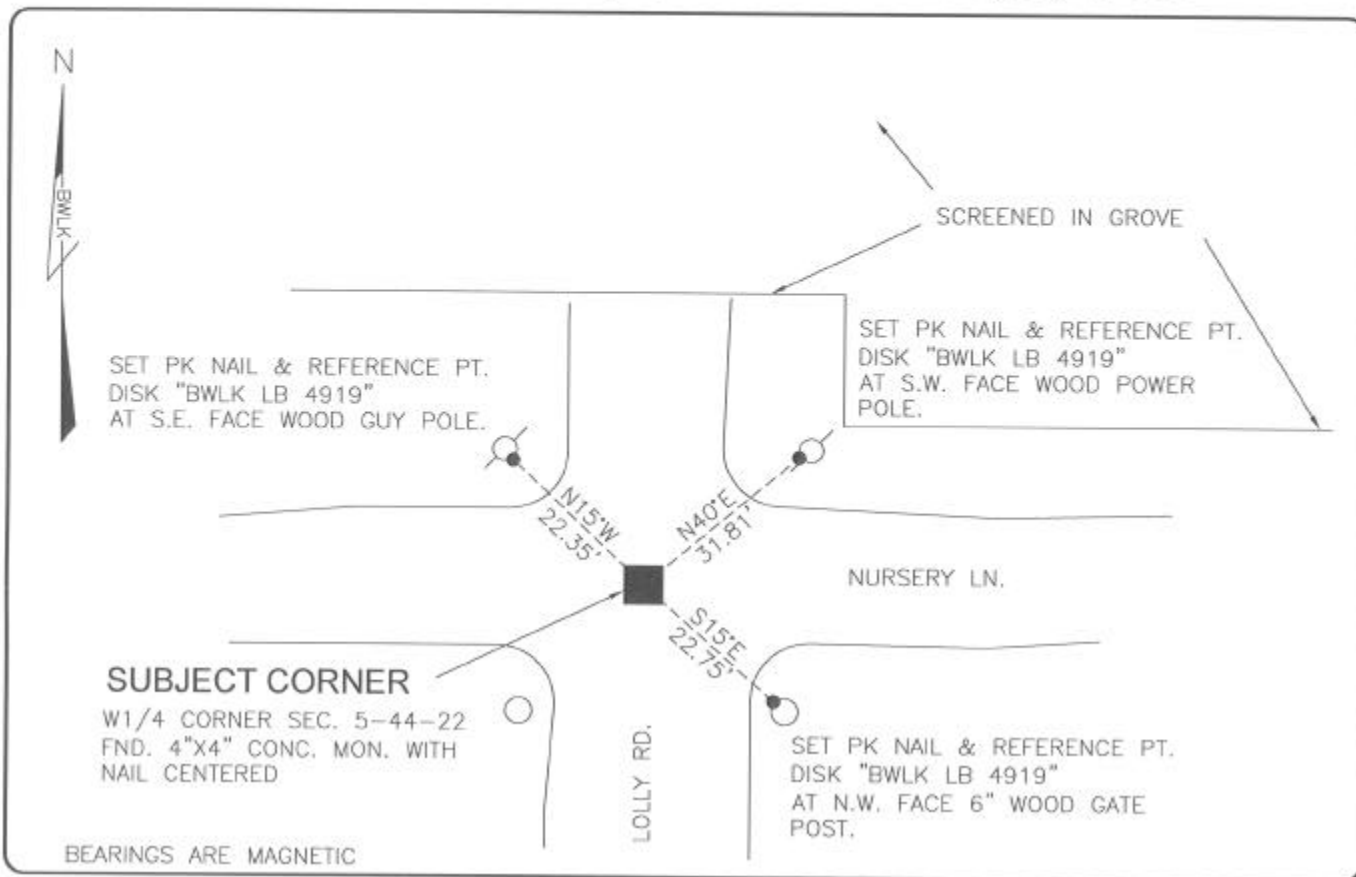 N
BWLK
SCREENED IN GROVE
SET PK NAIL & REFERENCE PT.
DISK "BWLK LB 4919"
AT S.E. FACE WOOD GUY POLE.
SET PK NAIL & REFERENCE PT.
DISK "BWLK LB 4919"
AT S.W. FACE WOOD POWER
POLE.
N15°W
22.35'
N40°E
31.81'
NURSERY LN.
S15°E
22.75'
SUBJECT CORNER
W1/4 CORNER SEC. 5-44-22
FND. 4"X4" CONC. MON. WITH
NAIL CENTERED
LOLLY RD.
SET PK NAIL & REFERENCE PT.
DISK "BWLK LB 4919"
AT N.W. FACE 6" WOOD GATE
POST.
BEARINGS ARE MAGNETIC